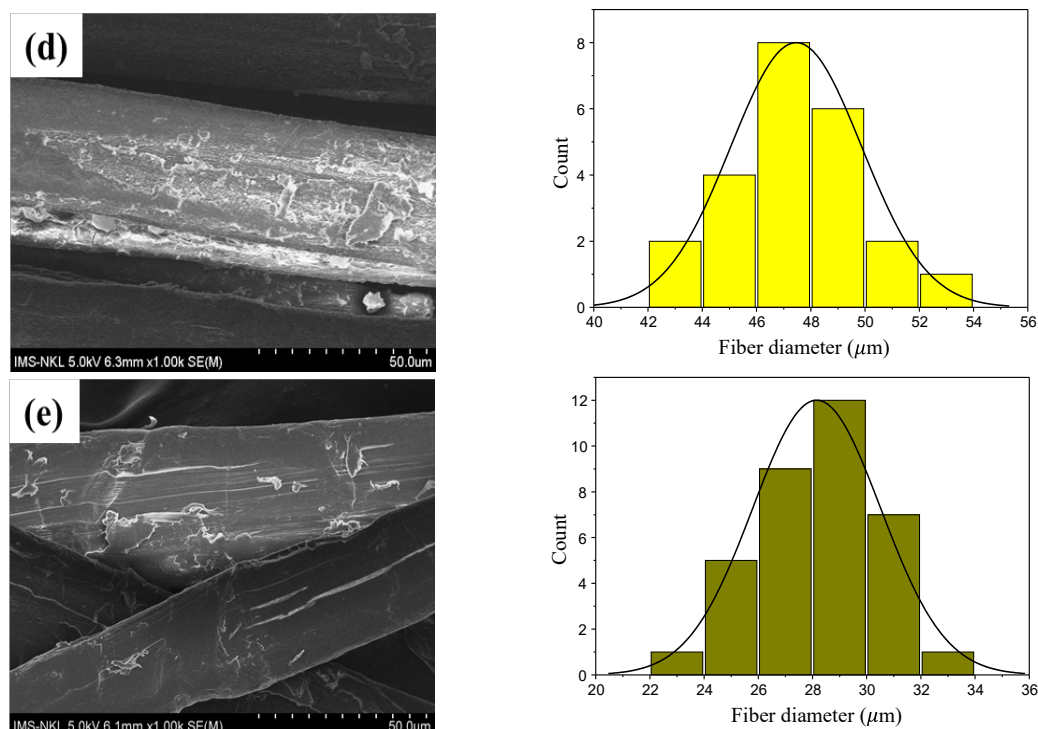 (d)
IMS-NKL 5.0kV 6.3mm x1.00k SE(M) 50.0um
8
6
4
2
0
Count
40 42 44 46 48 50 52 54 56
Fiber diameter (μm)
(e)
IMS-NKL 5.0kV 6.1mm x1.00k SE(M) 50.0um
12
10
8
6
4
2
0
Count
20 22 24 26 28 30 32 34 36
Fiber diameter (μm)